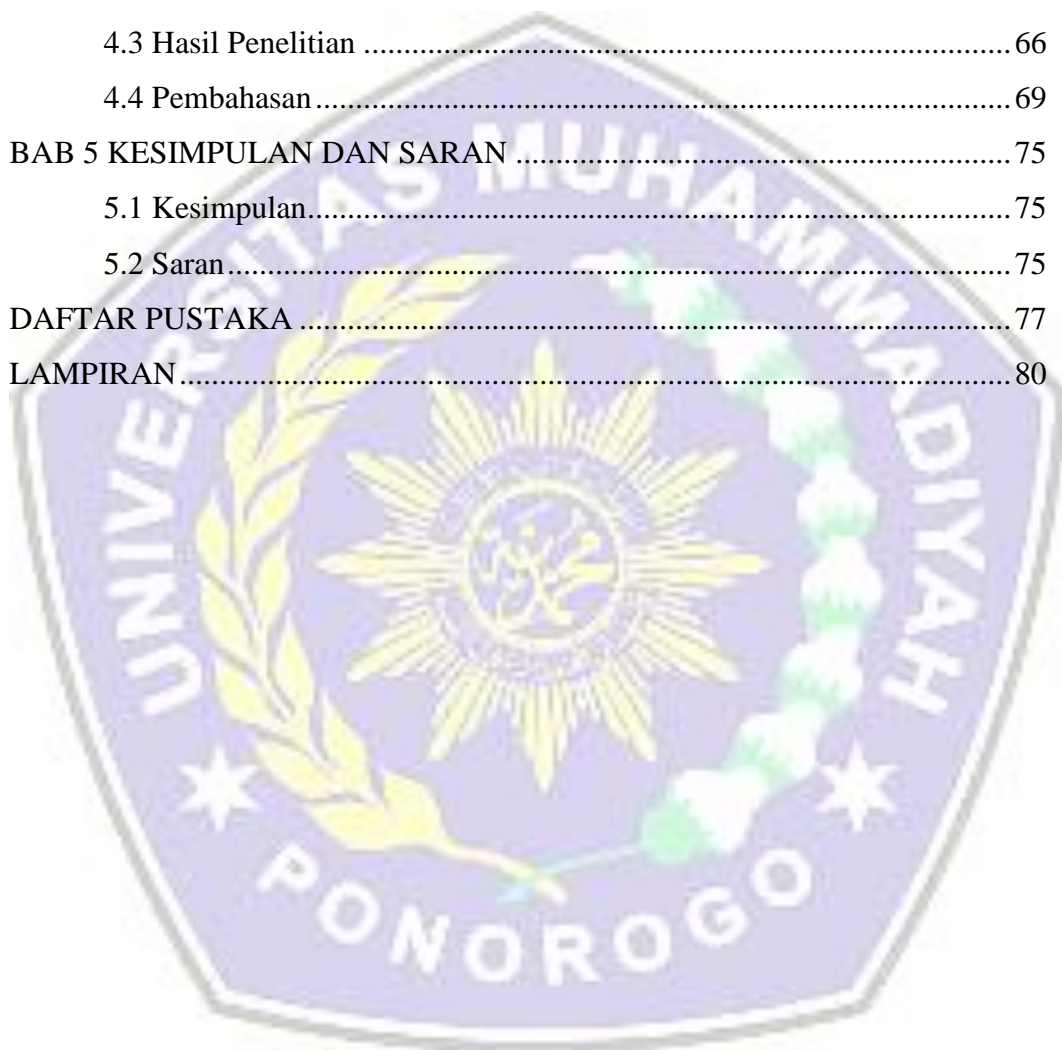 4.3 Hasil Penelitian ................................................................................ 66
4.4 Pembahasan ...................................................................................... 69
BAB 5 KESIMPULAN DAN SARAN ............................................................. 75
5.1 Kesimpulan ....................................................................................... 75
5.2 Saran ................................................................................................. 75
DAFTAR PUSTAKA ...................................................................................... 77
LAMPIRAN .................................................................................................... 80
UNIVERSITAS MUHAMMADIYAH
PONOROGO